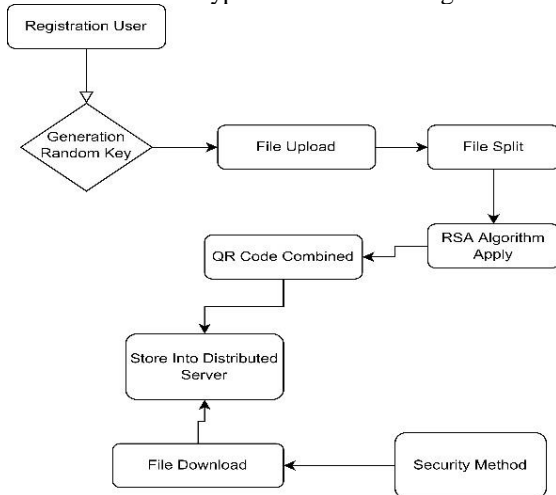 Registration User
Generation
Random Key
File Upload
File Split
RSA Algorithm
Apply
QR Code Combined
Store Into Distributed
Server
File Download
Security Method